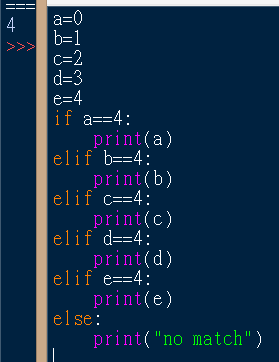 ===
4
>>>
a=0
b=1
c=2
d=3
e=4
if a==4:
    print(a)
elif b==4:
    print(b)
elif c==4:
    print(c)
elif d==4:
    print(d)
elif e==4:
    print(e)
else:
    print("no match")